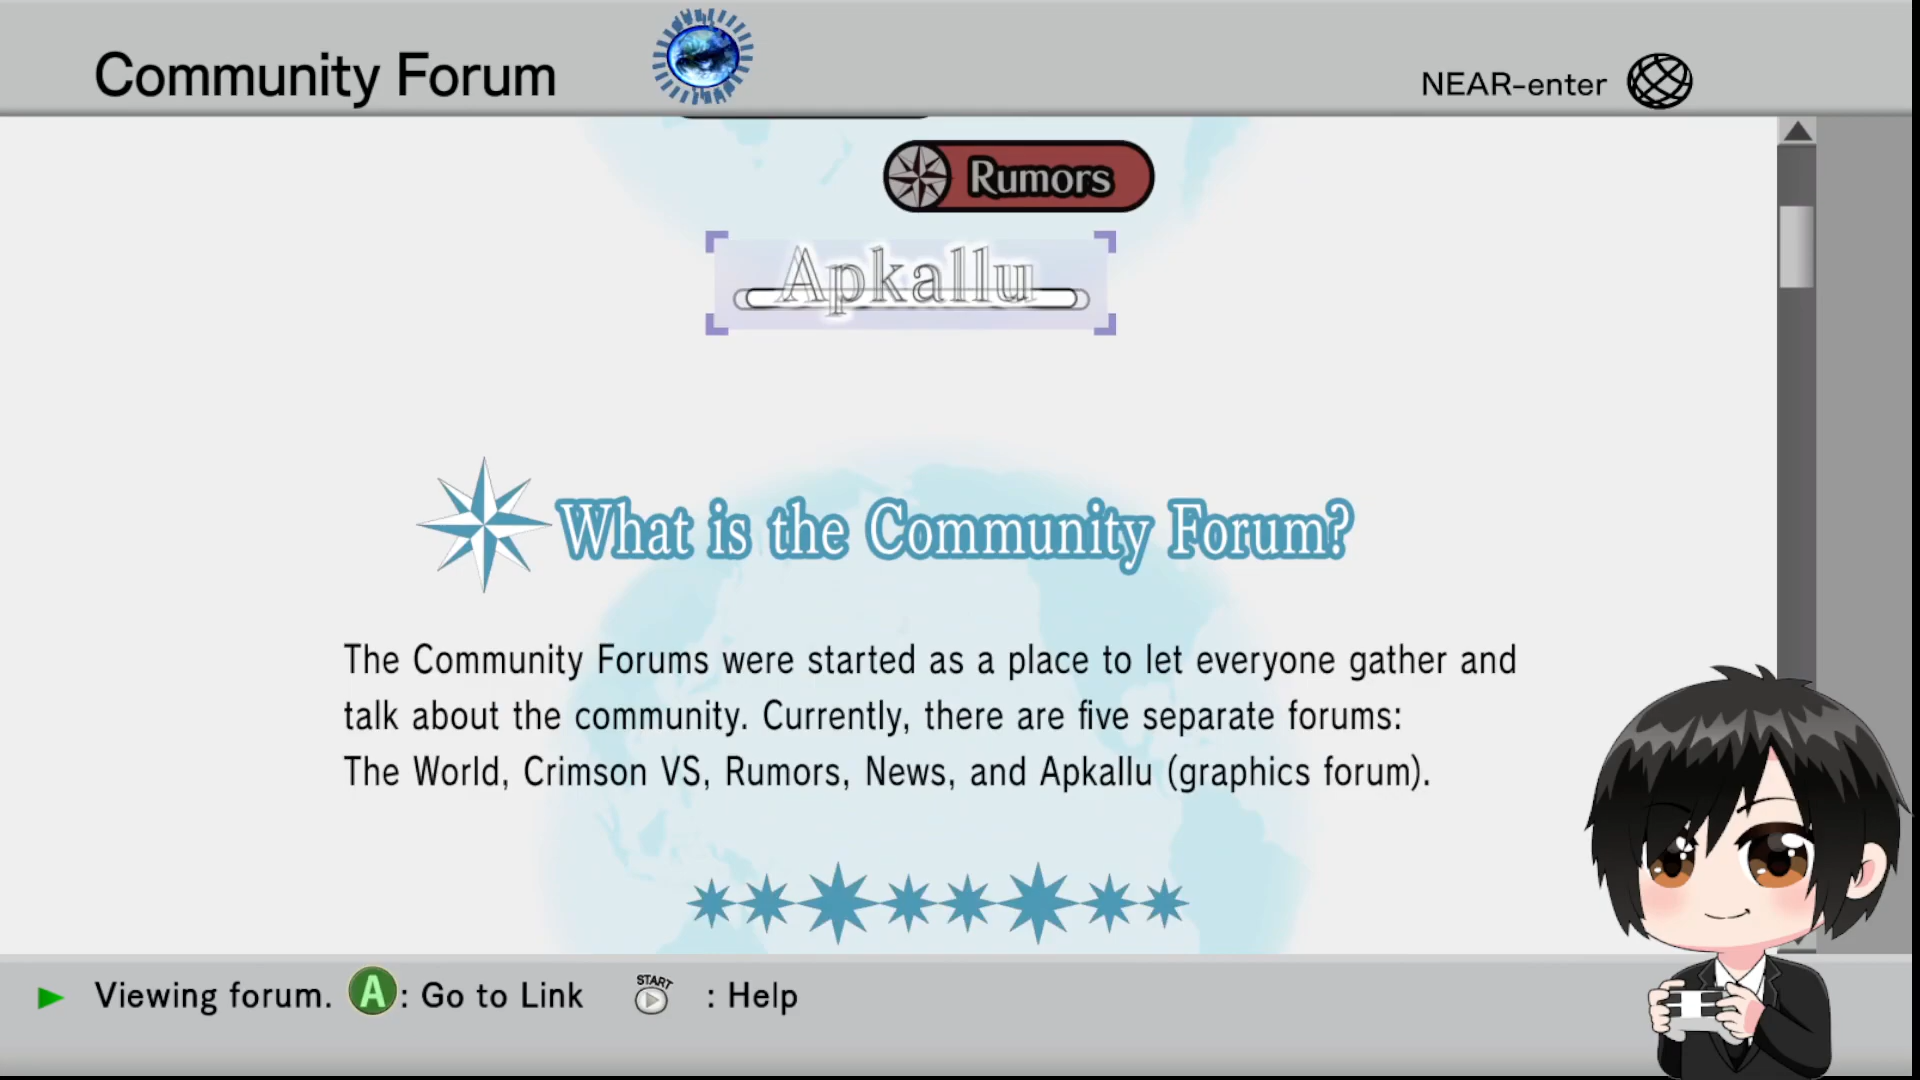 Community Forum
NEAR-enter
Rumors
Apkallu
What is the Community Forum?
The Community Forums were started as a place to let everyone gather and
talk about the community. Currently, there are five separate forums:
The World, Crimson VS, Rumors, News, and Apkallu (graphics forum).
Viewing forum. A : Go to Link START : Help